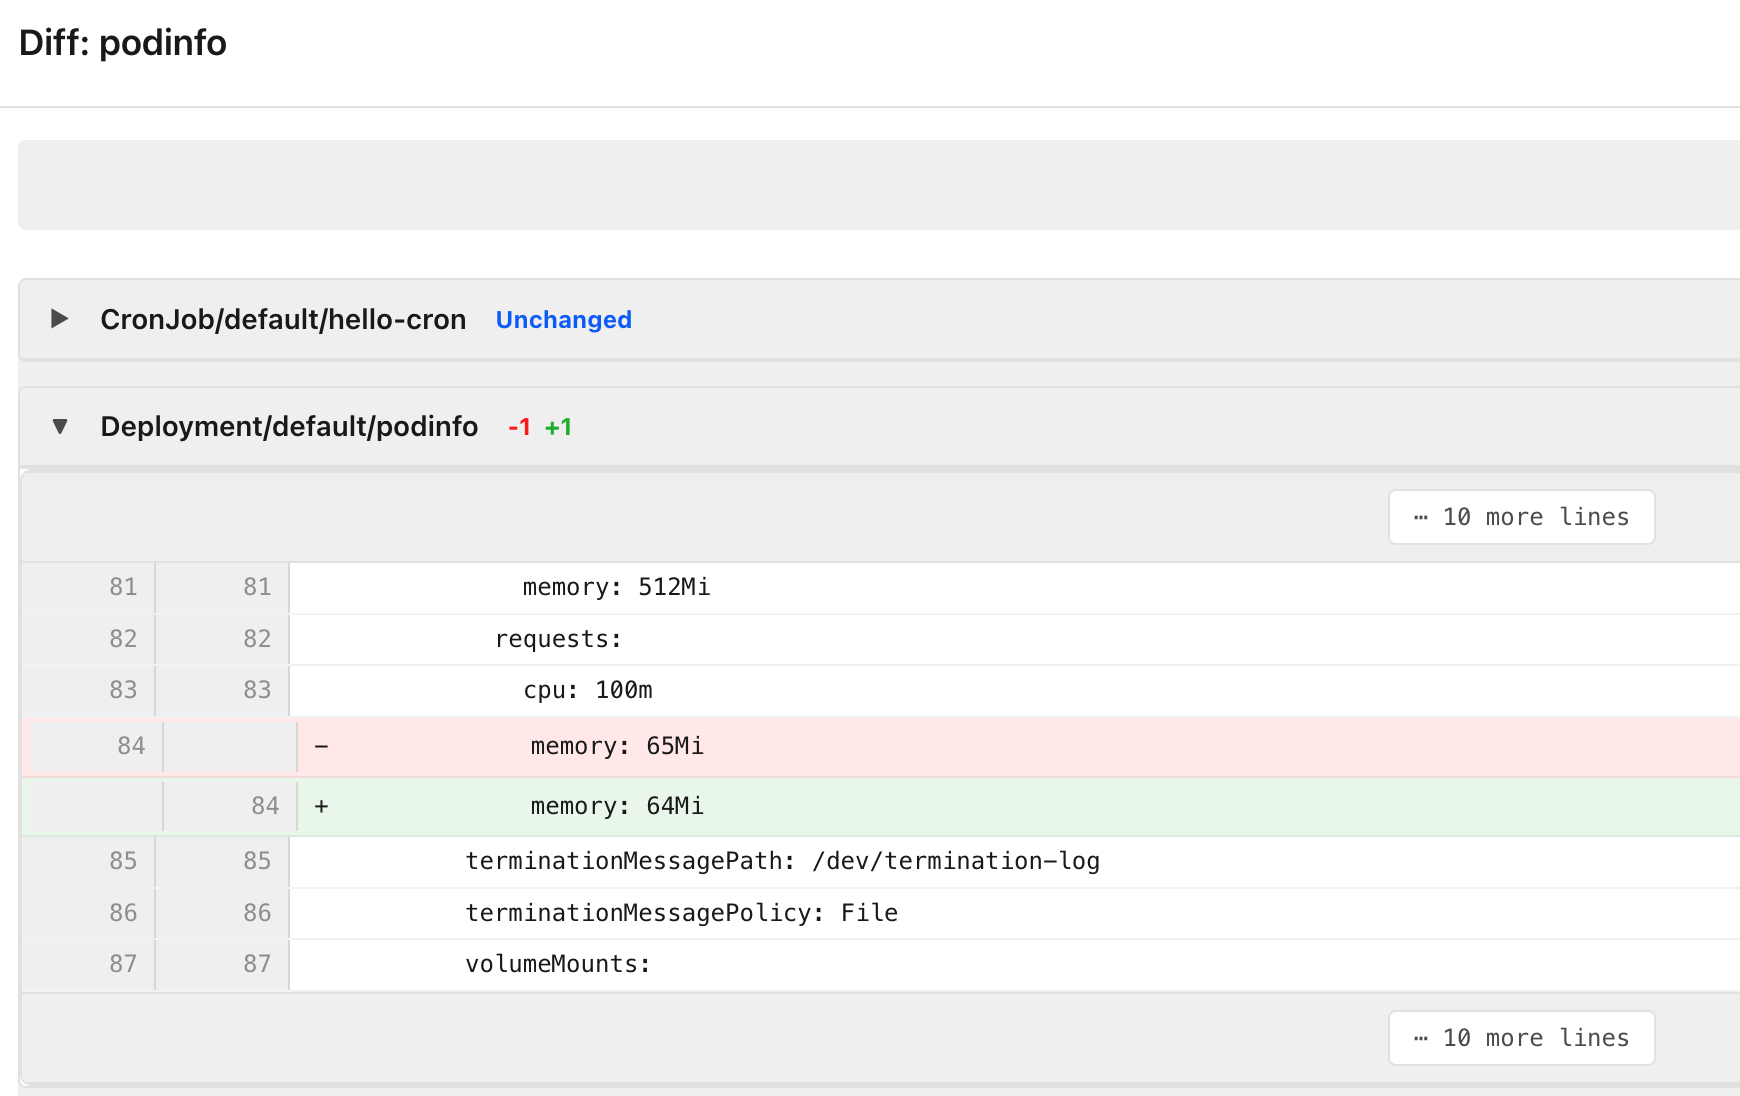 Diff: podinfo
▶ CronJob/default/hello-cron Unchanged
▼ Deployment/default/podinfo -1 +1
⋯ 10 more lines
81 81 memory: 512Mi
82 82 requests:
83 83 cpu: 100m
84 - memory: 65Mi
84 + memory: 64Mi
85 85 terminationMessagePath: /dev/termination-log
86 86 terminationMessagePolicy: File
87 87 volumeMounts:
⋯ 10 more lines